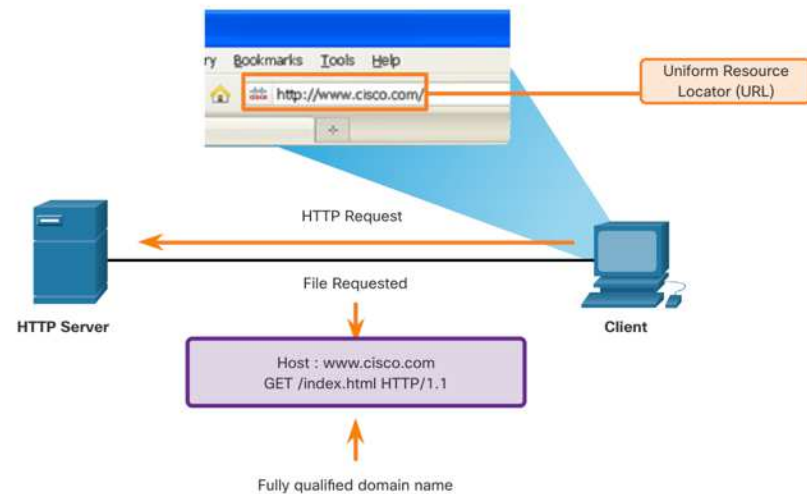 ry Bookmarks Tools Help
http://www.cisco.com/
Uniform Resource
Locator (URL)
HTTP Request
File Requested
HTTP Server
Client
Host : www.cisco.com
GET /index.html HTTP/1.1
Fully qualified domain name